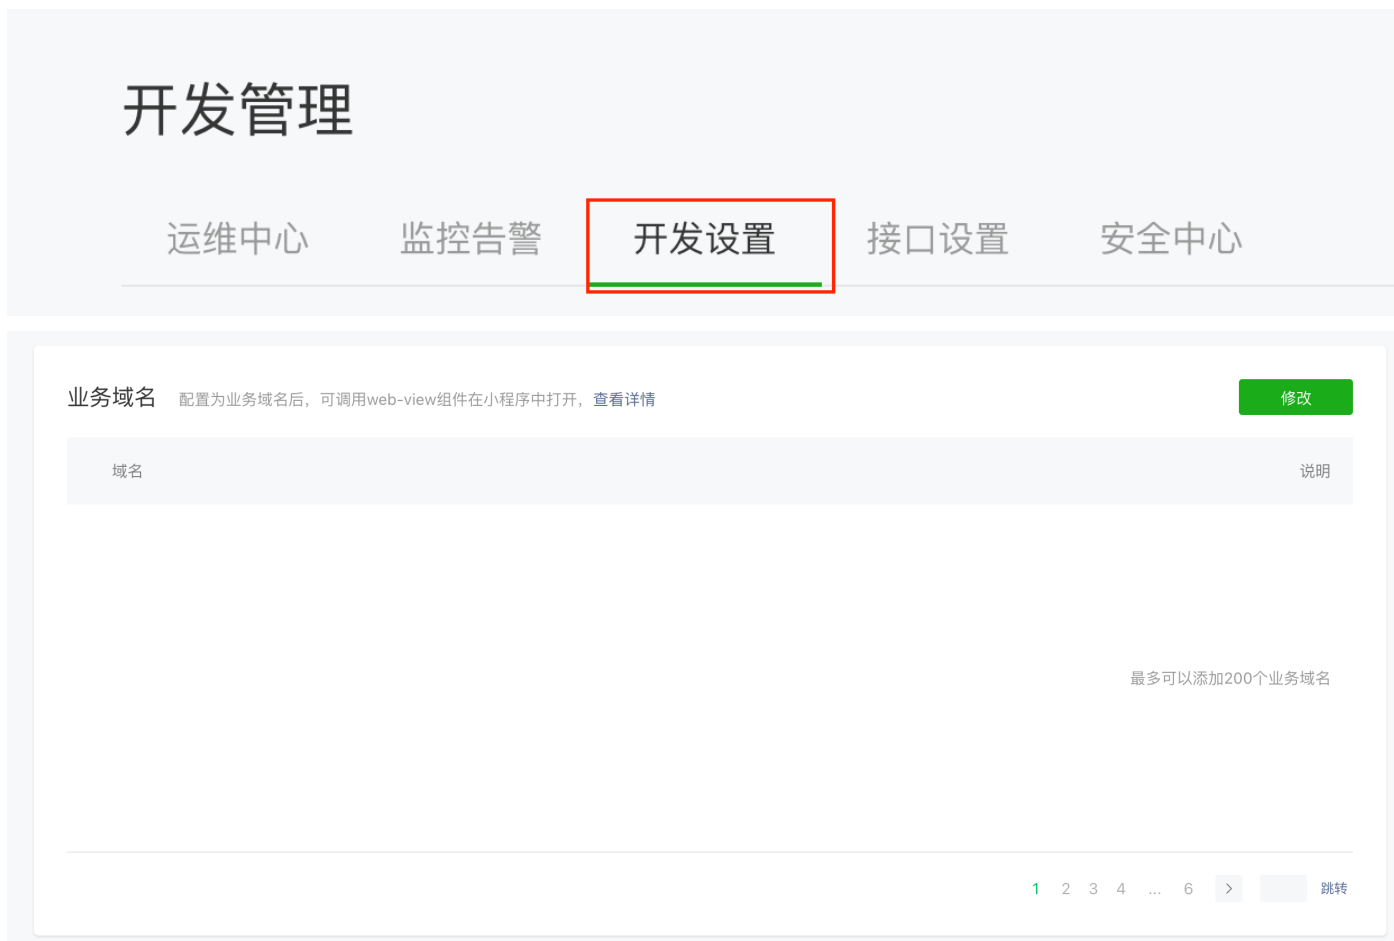 开发管理
运维中心 监控告警 开发设置 接口设置 安全中心
业务域名 配置为业务域名后，可调用web-view组件在小程序中打开，查看详情 修改
域名 说明
最多可以添加200个业务域名
1 2 3 4 ... 6 > 跳转